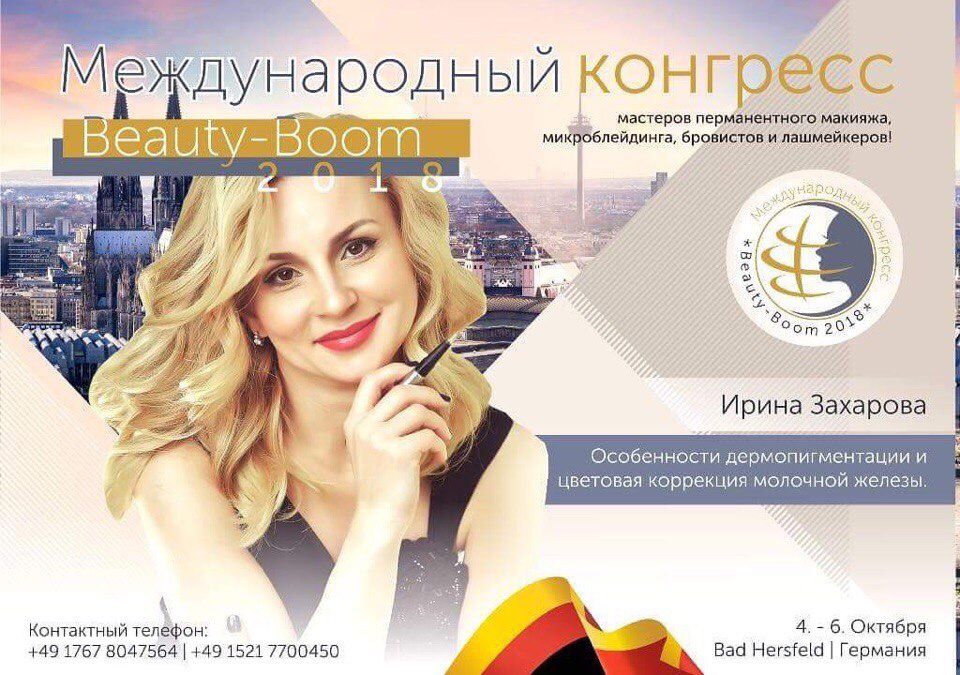 Международный конгресс
мастеров перманентного макияжа,
микроблейдинга, бровистов и лашмейкеров!
Beauty-Boom
2018
Международный конгресс
*Beauty-Boom 2018*
Ирина Захарова
Особенности дермопигментации и
цветовая коррекция молочной железы.
Контактный телефон:
+49 1767 8047564 | +49 1521 7700450
4. - 6. Октября
Bad Hersfeld | Германия